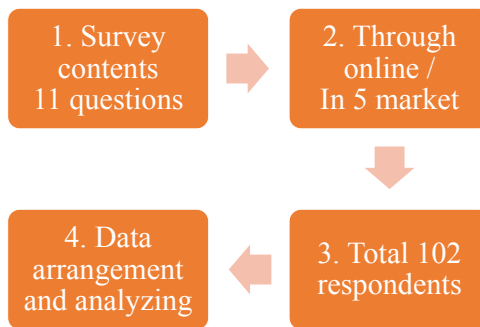 1. Survey
contents
11 questions
2. Through
online /
In 5 market
3. Total 102
respondents
4. Data
arrangement
and analyzing